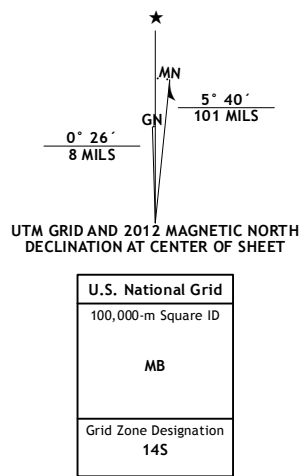 ★
MN
GN
5° 40´
101 MILS
0° 26´
8 MILS
UTM GRID AND 2012 MAGNETIC NORTH
DECLINATION AT CENTER OF SHEET
U.S. National Grid
100,000-m Square ID
MB
Grid Zone Designation
14S